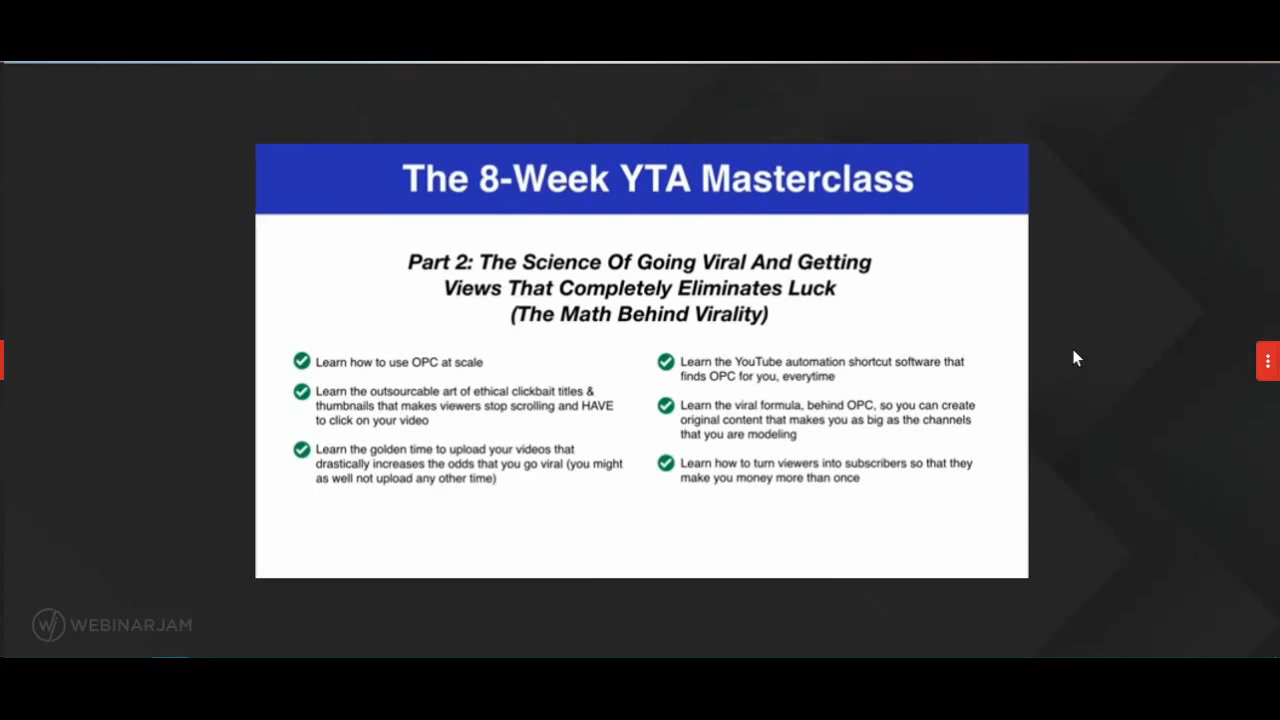 The 8-Week YTA Masterclass
Part 2: The Science Of Going Viral And Getting
Views That Completely Eliminates Luck
(The Math Behind Virality)
Learn how to use OPC at scale
Learn the outsourcable art of ethical clickbait titles &
thumbnails that makes viewers stop scrolling and HAVE
to click on your video
Learn the golden time to upload your videos that
drastically increases the odds that you go viral (you might
as well not upload any other time)
Learn the YouTube automation shortcut software that
finds OPC for you, everytime
Learn the viral formula, behind OPC, so you can create
original content that makes you as big as the channels
that you are modeling
Learn how to turn viewers into subscribers so that they
make you money more than once
WEBINARJAM